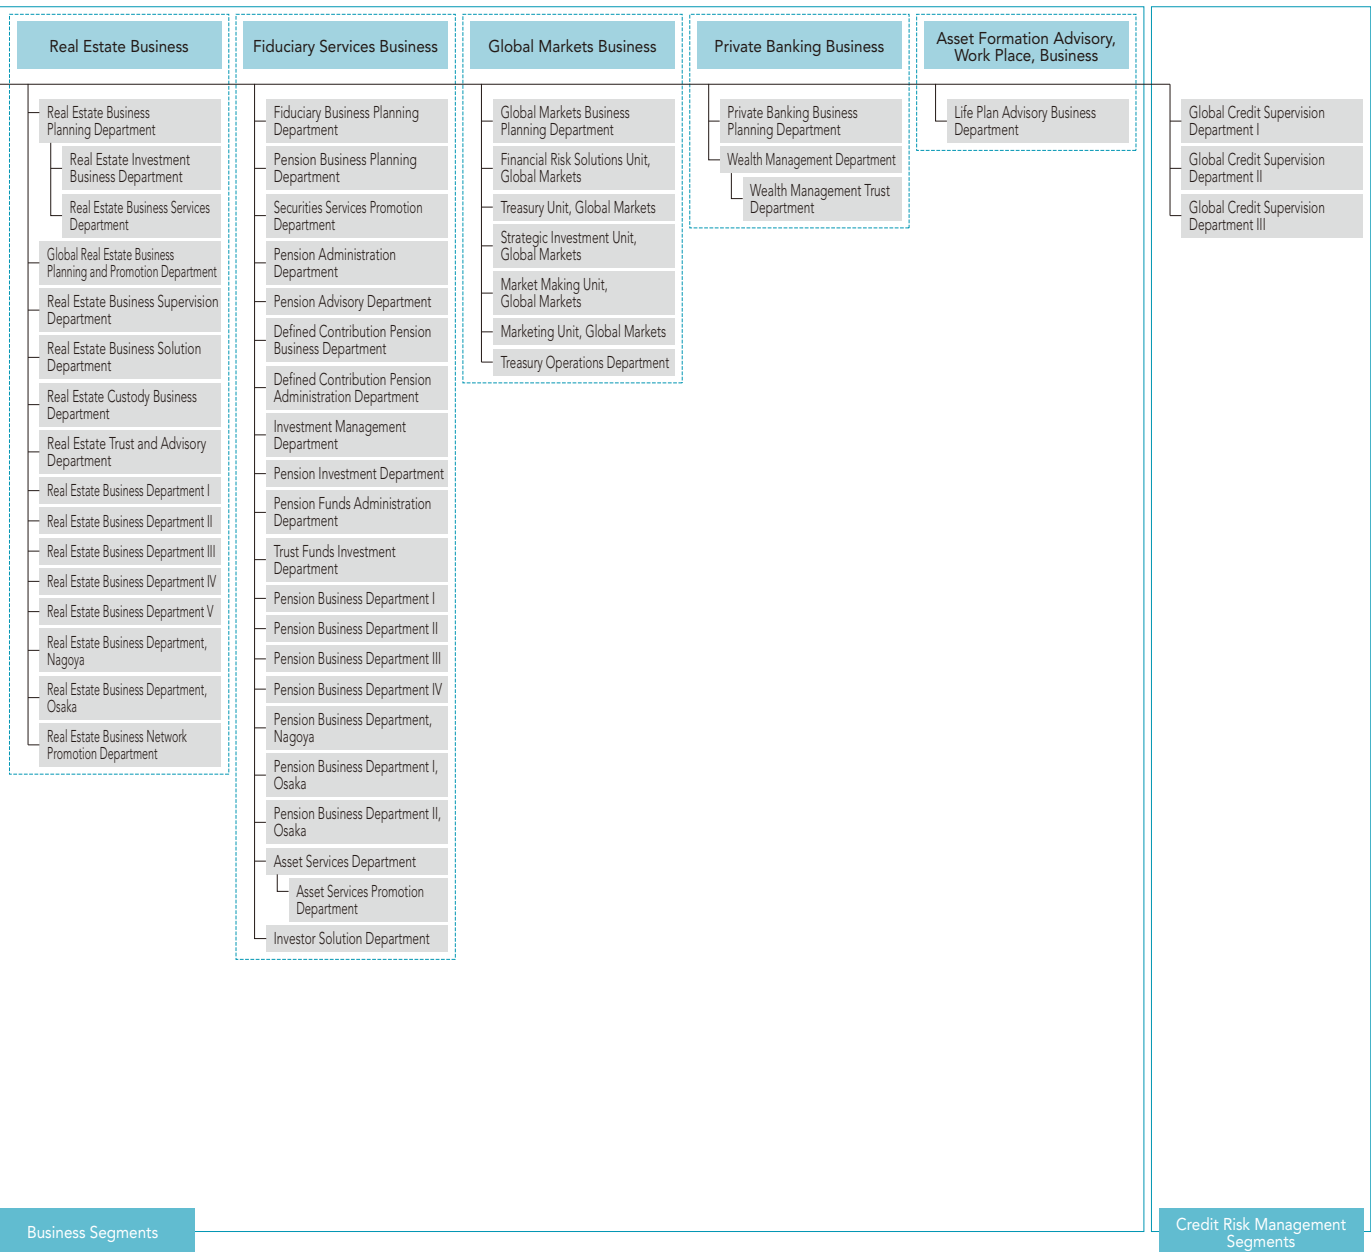 Real Estate Business
Real Estate Business
Planning Department
Real Estate Investment
Business Department
Real Estate Business Services
Department
Global Real Estate Business
Planning and Promotion Department
Real Estate Business Supervision
Department
Real Estate Business Solution
Department
Real Estate Custody Business
Department
Real Estate Trust and Advisory
Department
Real Estate Business Department I
Real Estate Business Department II
Real Estate Business Department III
Real Estate Business Department IV
Real Estate Business Department V
Real Estate Business Department,
Nagoya
Real Estate Business Department,
Osaka
Real Estate Business Network
Promotion Department
Fiduciary Services Business
Fiduciary Business Planning
Department
Pension Business Planning
Department
Securities Services Promotion
Department
Pension Administration
Department
Pension Advisory Department
Defined Contribution Pension
Business Department
Defined Contribution Pension
Administration Department
Investment Management
Department
Pension Investment Department
Pension Funds Administration
Department
Trust Funds Investment
Department
Pension Business Department I
Pension Business Department II
Pension Business Department III
Pension Business Department IV
Pension Business Department,
Nagoya
Pension Business Department I,
Osaka
Pension Business Department II,
Osaka
Asset Services Department
Asset Services Promotion
Department
Investor Solution Department
Global Markets Business
Global Markets Business
Planning Department
Financial Risk Solutions Unit,
Global Markets
Treasury Unit, Global Markets
Strategic Investment Unit,
Global Markets
Market Making Unit,
Global Markets
Marketing Unit, Global Markets
Treasury Operations Department
Private Banking Business
Private Banking Business
Planning Department
Wealth Management Department
Wealth Management Trust
Department
Asset Formation Advisory,
Work Place, Business
Life Plan Advisory Business
Department
Global Credit Supervision
Department I
Global Credit Supervision
Department II
Global Credit Supervision
Department III
Business Segments
Credit Risk Management
Segments